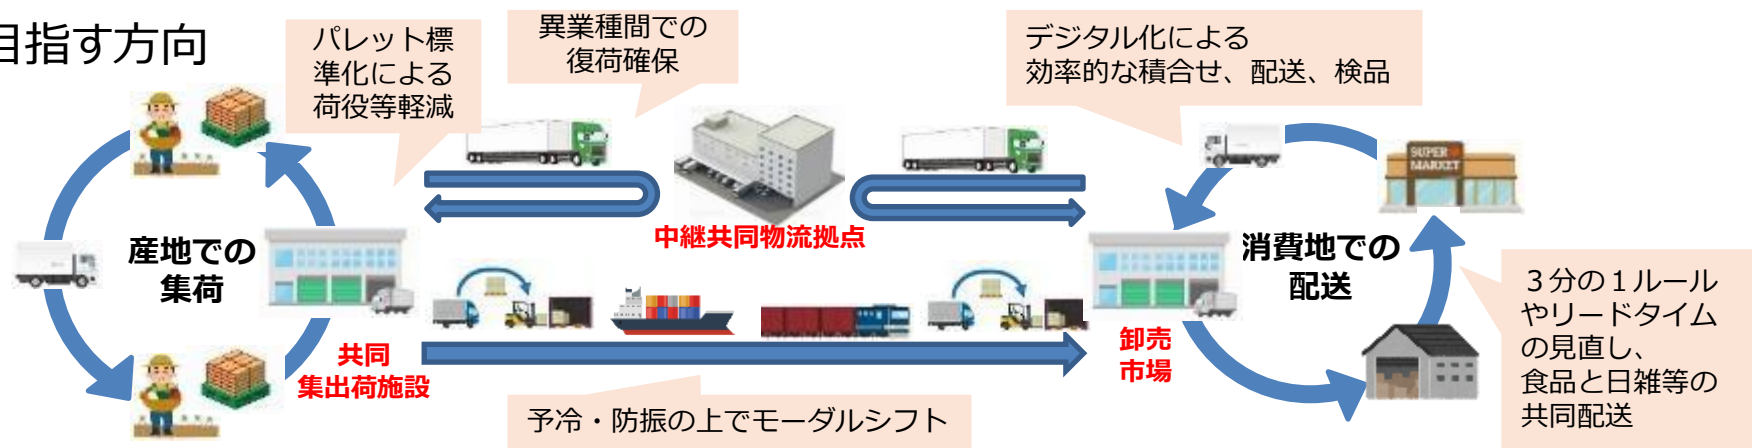 目指す方向
パレット標
準化による
荷役等軽減
異業種間での
復荷確保
デジタル化による
効率的な積合せ、配送、検品
SUPER
MARKET
産地での
集荷
中継共同物流拠点
消費地での
配送
３分の１ルール
やリードタイム
の見直し、
食品と日雑等の
共同配送
共同
集出荷施設
卸売
市場
予冷・防振の上でモーダルシフト